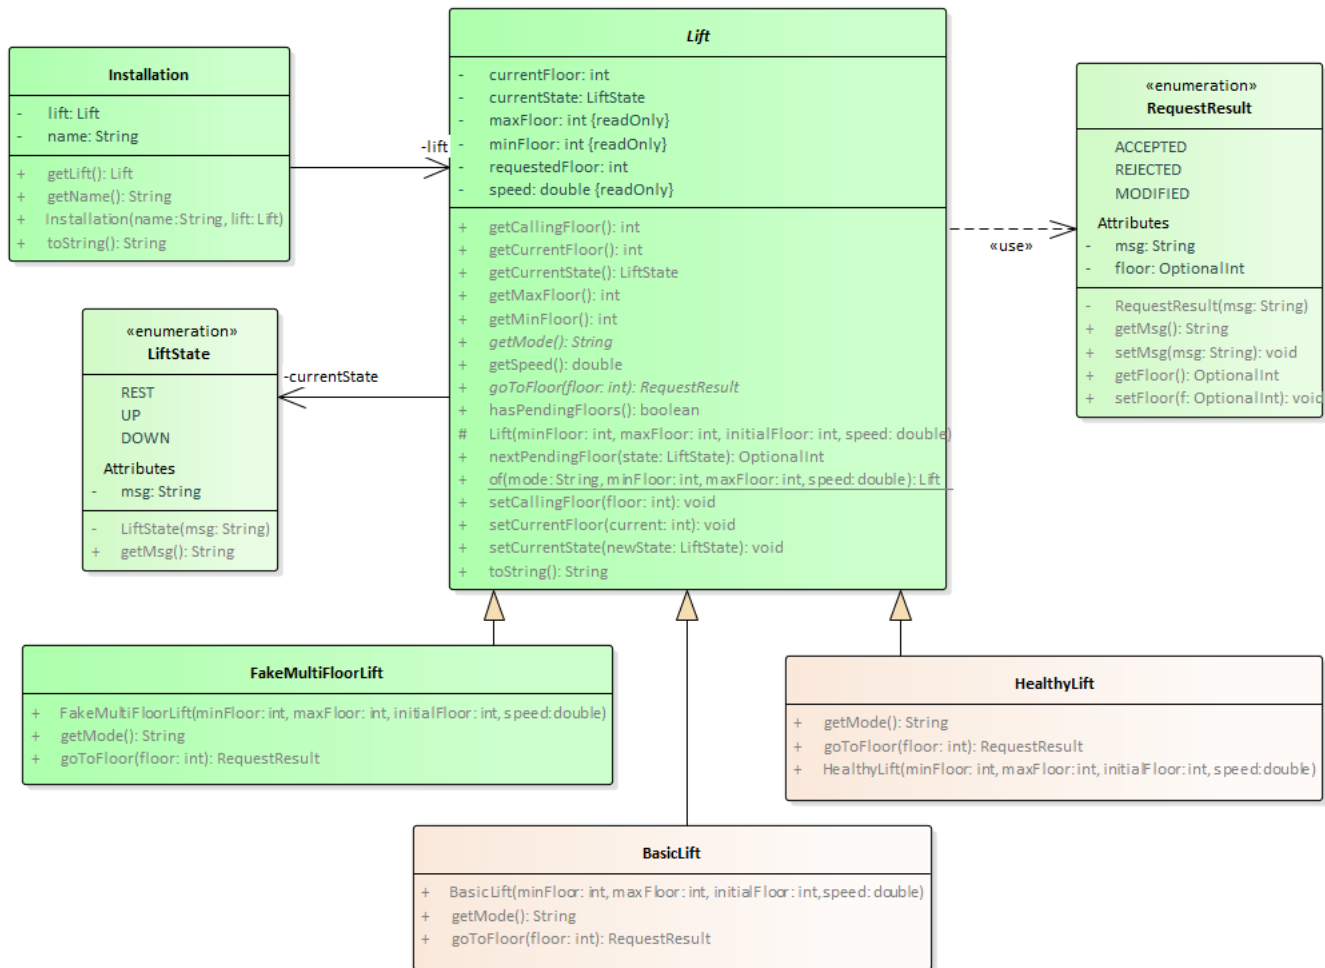 Installation
- lift: Lift
- name: String
+ getLift(): Lift
+ getName(): String
+ Installation(name:String, lift: Lift)
+ toString(): String
-lift
Lift
- currentFloor: int
- currentState: LiftState
- maxFloor: int {readOnly}
- minFloor: int {readOnly}
- requestedFloor: int
- speed: double {readOnly}
+ getCallingFloor(): int
+ getCurrentFloor(): int
+ getCurrentState(): LiftState
+ getMaxFloor(): int
+ getMinFloor(): int
+ getMode(): String
+ getSpeed(): double
+ goToFloor(floor: int): RequestResult
+ hasPendingFloors(): boolean
# Lift(minFloor: int, maxFloor: int, initialFloor: int, speed: double)
+ nextPendingFloor(state: LiftState): OptionalInt
+ of(mode: String, minFloor: int, maxFloor: int, speed: double): Lift
+ setCallingFloor(floor: int): void
+ setCurrentFloor(current: int): void
+ setCurrentState(newState: LiftState): void
+ toString(): String
«use»
«enumeration»
RequestResult
ACCEPTED
REJECTED
MODIFIED
Attributes
- msg: String
- floor: OptionalInt
- RequestResult(msg: String)
+ getMsg(): String
+ setMsg(msg: String): void
+ getFloor(): OptionalInt
+ setFloor(f: OptionalInt): void
«enumeration»
LiftState
REST
UP
DOWN
Attributes
- msg: String
- LiftState(msg: String)
+ getMsg(): String
-currentState
FakeMultiFloorLift
+ FakeMultiFloorLift(minFloor: int, maxFloor: int, initialFloor: int, speed: double)
+ getMode(): String
+ goToFloor(floor: int): RequestResult
HealthyLift
+ getMode(): String
+ goToFloor(floor: int): RequestResult
+ HealthyLift(minFloor: int, maxFloor: int, initialFloor: int, speed: double)
BasicLift
+ BasicLift(minFloor: int, maxFloor: int, initialFloor: int, speed: double)
+ getMode(): String
+ goToFloor(floor: int): RequestResult